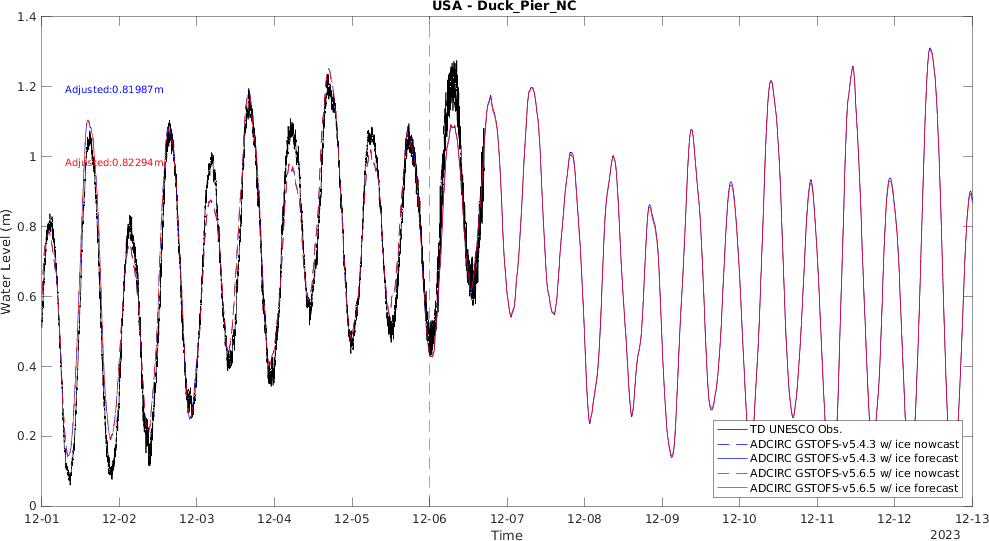 USA - Duck_Pier_NC
1.4
1.2
1
0.8
0.6
0.4
0.2
0
Water Level (m)
Adjusted:0.81987m
Adjusted:0.82294m
TD UNESCO Obs.
ADCIRC GSTOFS-v5.4.3 w/ ice nowcast
ADCIRC GSTOFS-v5.4.3 w/ ice forecast
ADCIRC GSTOFS-v5.6.5 w/ ice nowcast
ADCIRC GSTOFS-v5.6.5 w/ ice forecast
12-01 12-02 12-03 12-04 12-05 12-06 12-07 12-08 12-09 12-10 12-11 12-12 12-13
Time
2023